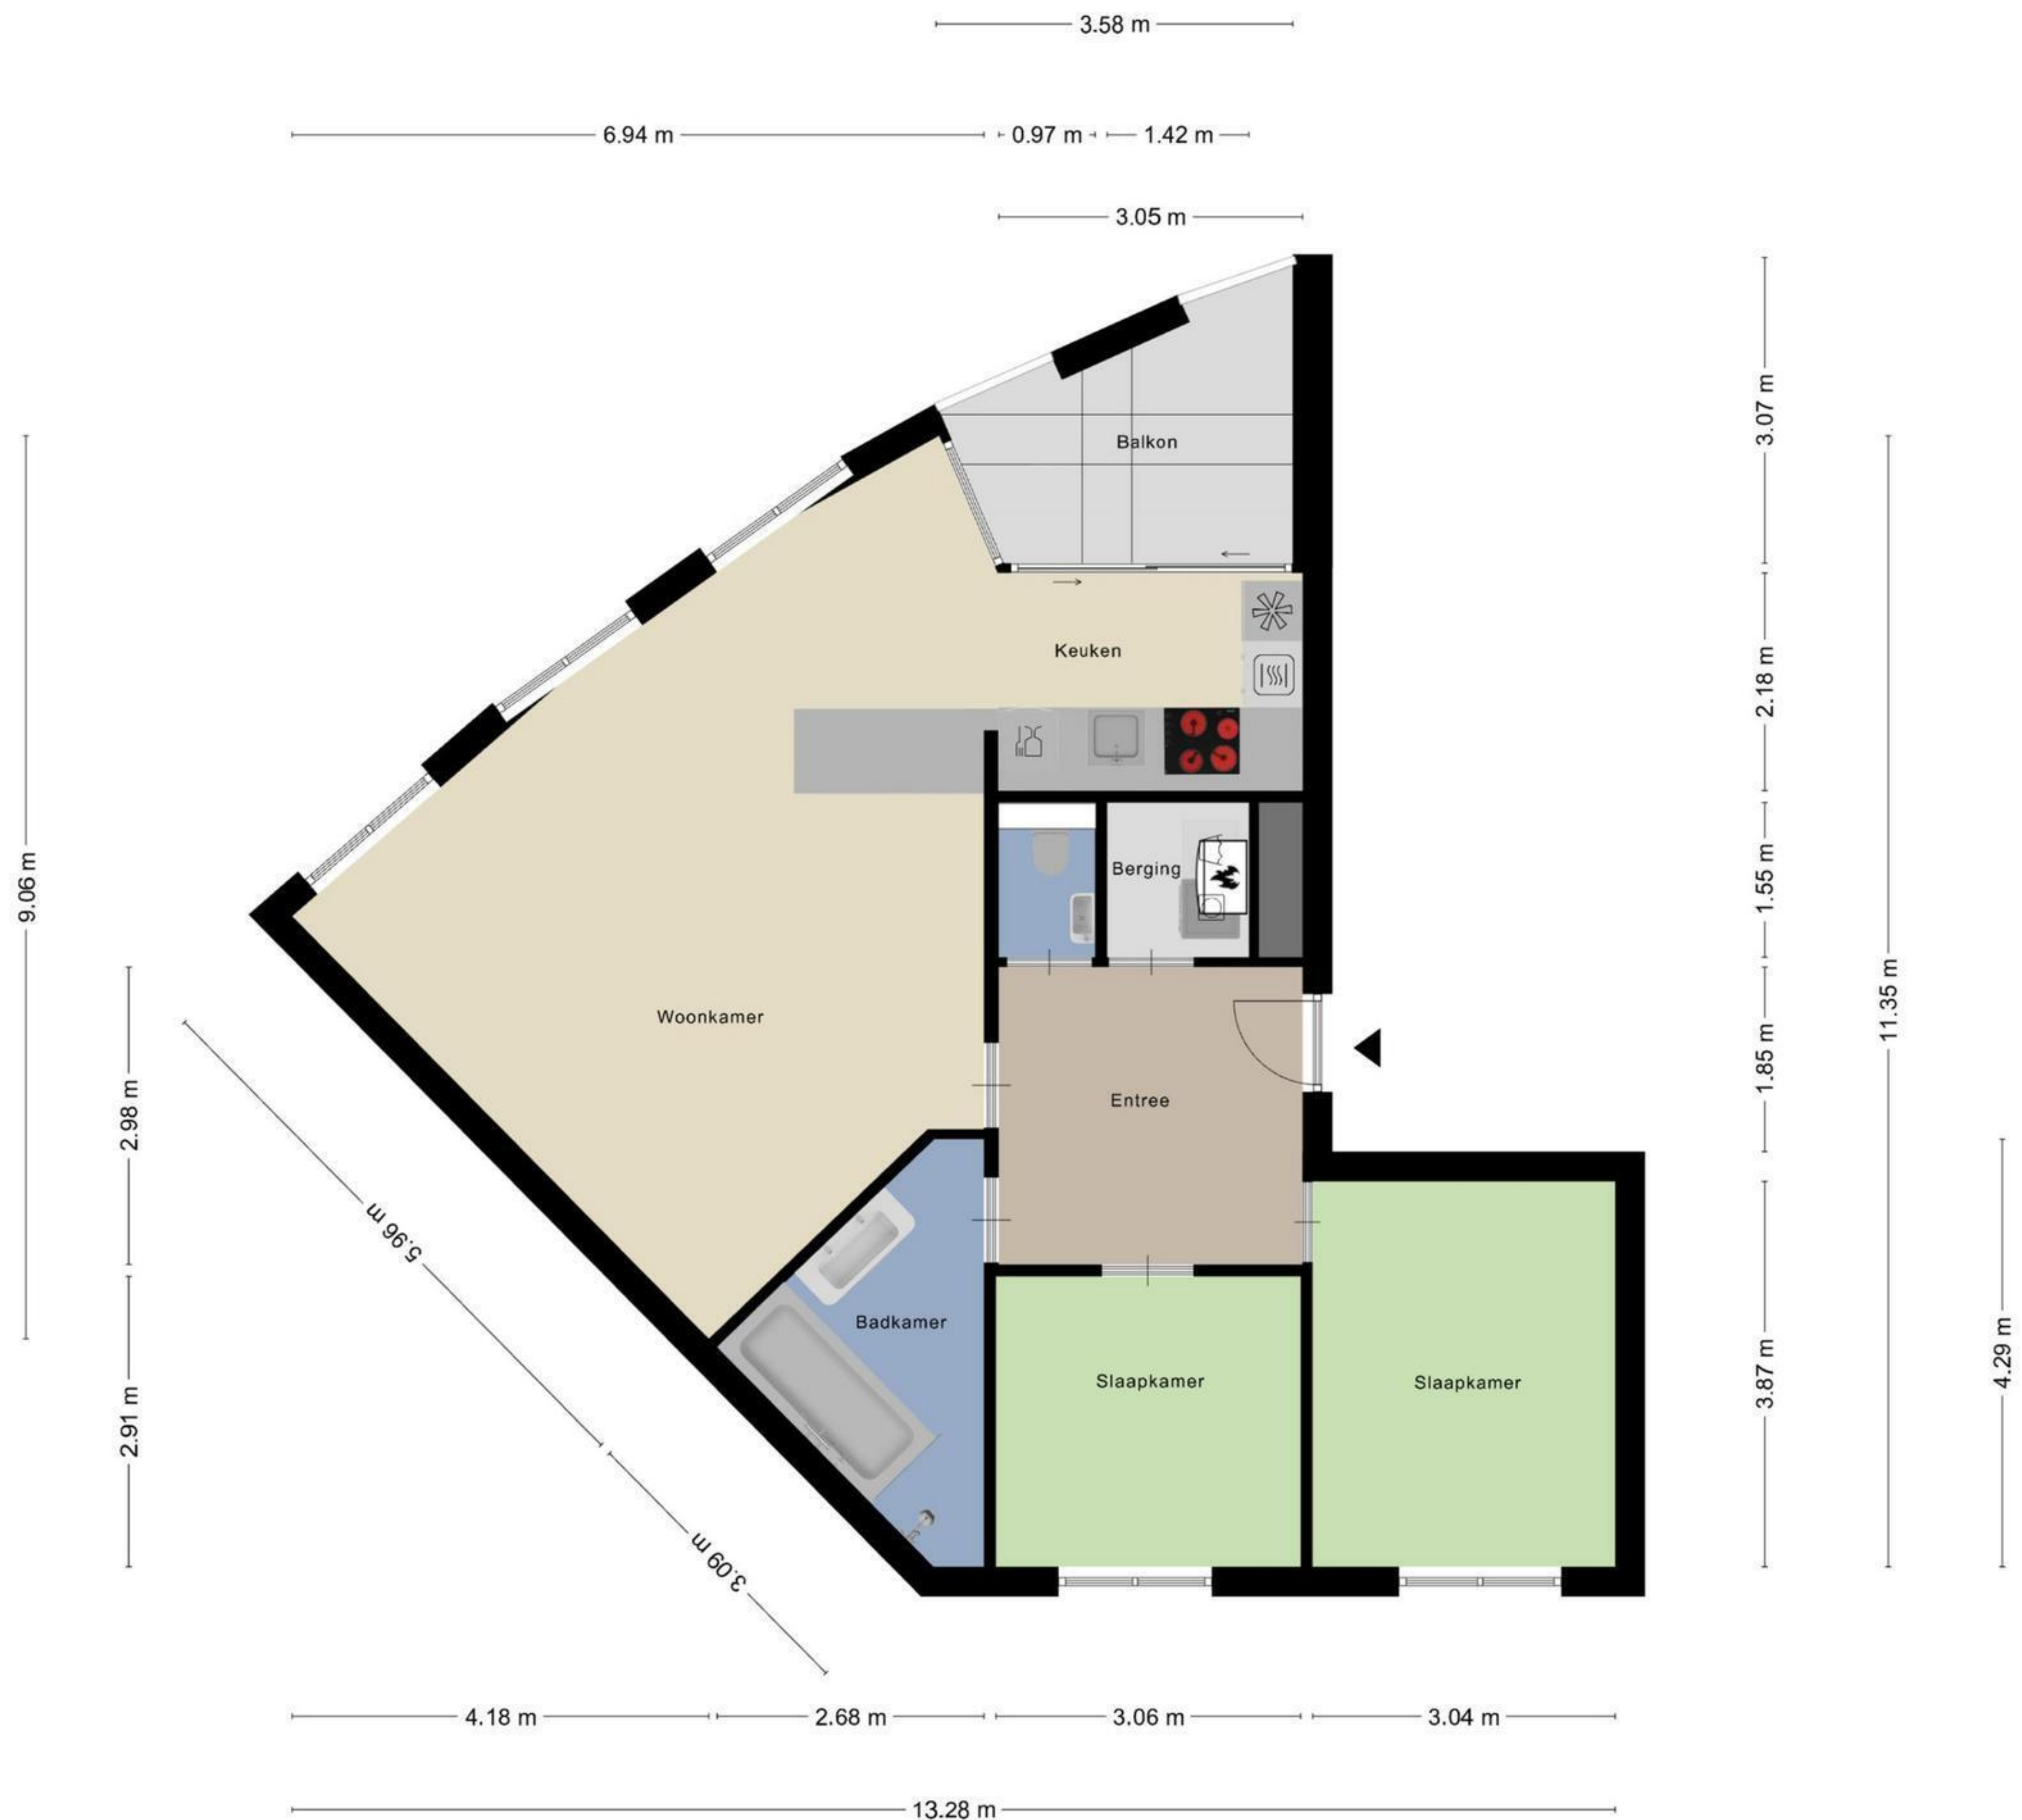 3.58 m
6.94 m
0.97 m
1.42 m
3.05 m
3.07 m
Balkon
9.06 m
11.35 m
2.18 m
Keuken
1.55 m
Berging
Woonkamer
1.85 m
Entree
2.98 m
5.96 m
4.29 m
3.87 m
2.91 m
Badkamer
Slaapkamer
Slaapkamer
3.09 m
4.18 m
2.68 m
3.06 m
3.04 m
13.28 m